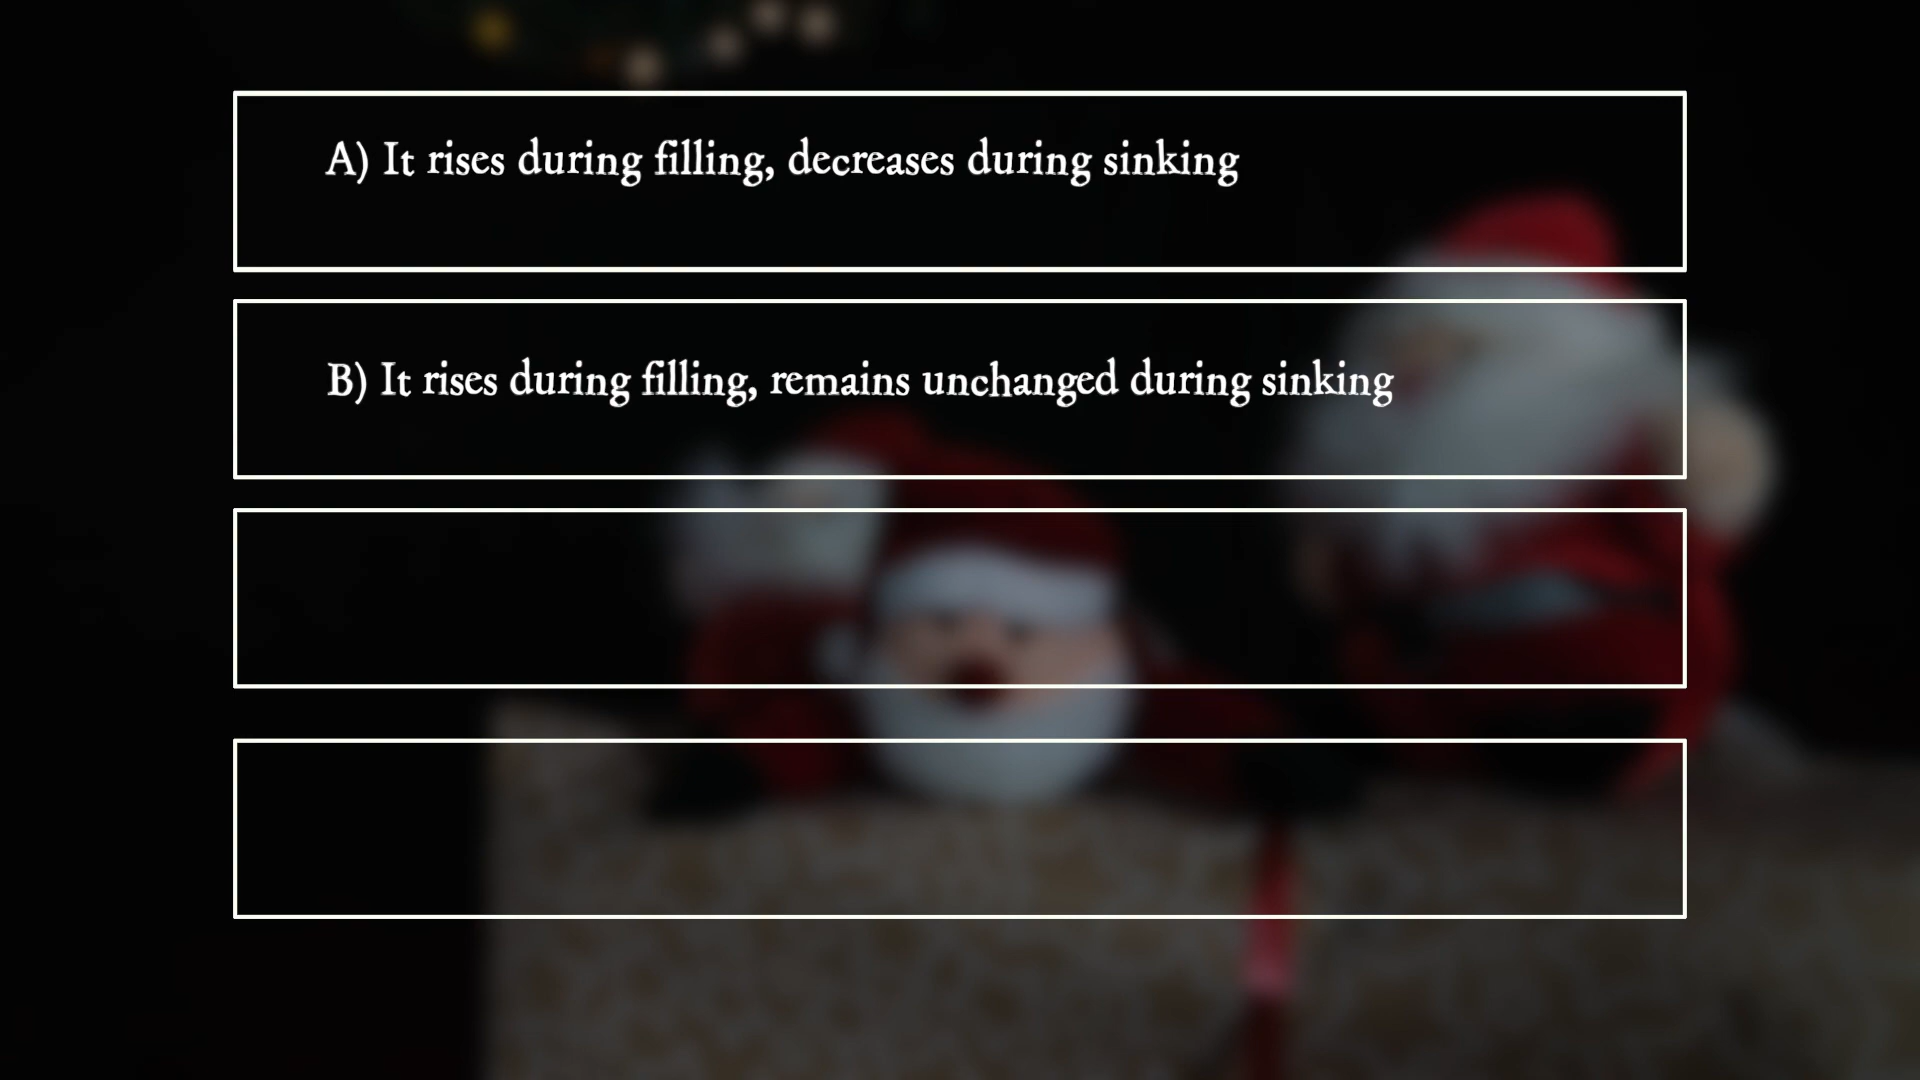 A) It rises during filling, decreases during sinking
B) It rises during filling, remains unchanged during sinking